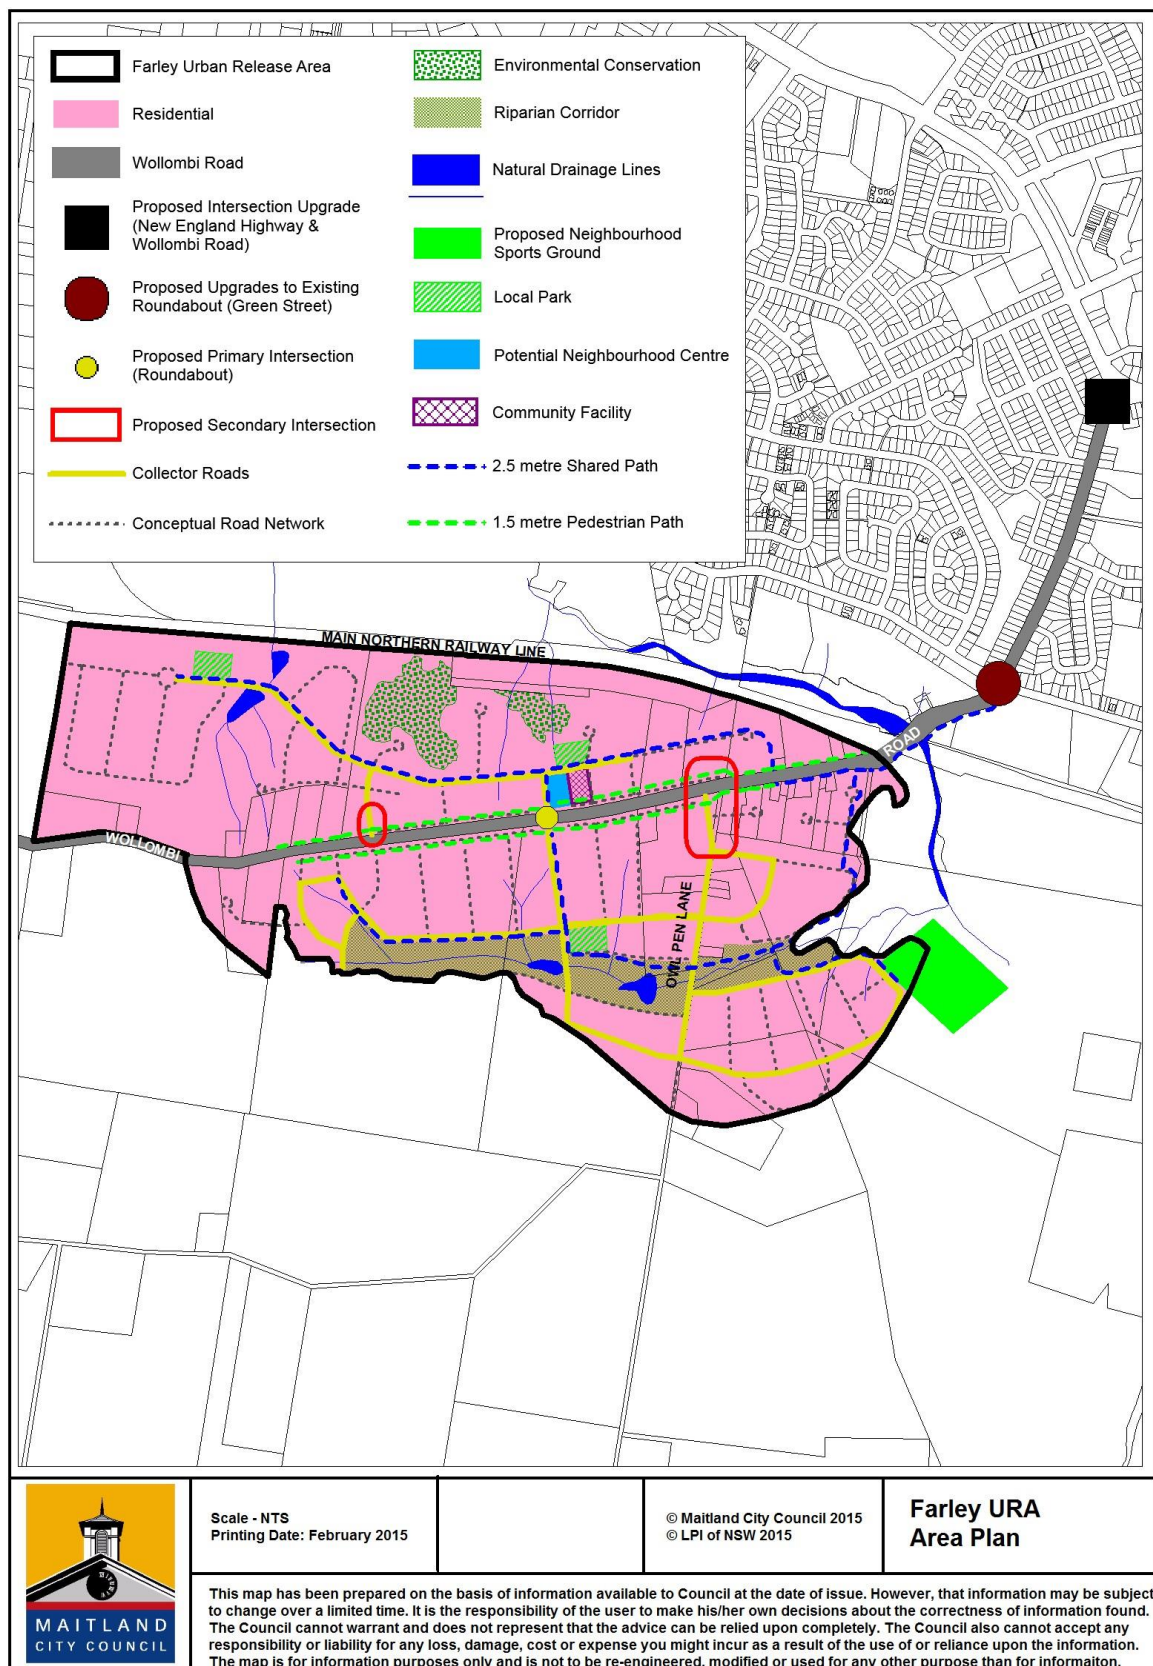 Farley Urban Release Area
Residential
Wollombi Road
Proposed Intersection Upgrade
(New England Highway &
Wollombi Road)
Proposed Upgrades to Existing
Roundabout (Green Street)
Proposed Primary Intersection
(Roundabout)
Proposed Secondary Intersection
Collector Roads
Conceptual Road Network
Environmental Conservation
Riparian Corridor
Natural Drainage Lines
Proposed Neighbourhood
Sports Ground
Local Park
Potential Neighbourhood Centre
Community Facility
2.5 metre Shared Path
1.5 metre Pedestrian Path
MAIN NORTHERN RAILWAY LINE
ROAD
WOLLOMBI
OWL PEN LANE
MAITLAND
CITY COUNCIL
Scale - NTS
Printing Date: February 2015
© Maitland City Council 2015
© LPI of NSW 2015
Farley URA
Area Plan
This map has been prepared on the basis of information available to Council at the date of issue. However, that information may be subject
to change over a limited time. It is the responsibility of the user to make his/her own decisions about the correctness of information found.
The Council cannot warrant and does not represent that the advice can be relied upon completely. The Council also cannot accept any
responsibility or liability for any loss, damage, cost or expense you might incur as a result of the use of or reliance upon the information.
The map is for information purposes only and is not to be re-engineered, modified or used for any other purpose than for informaiton.